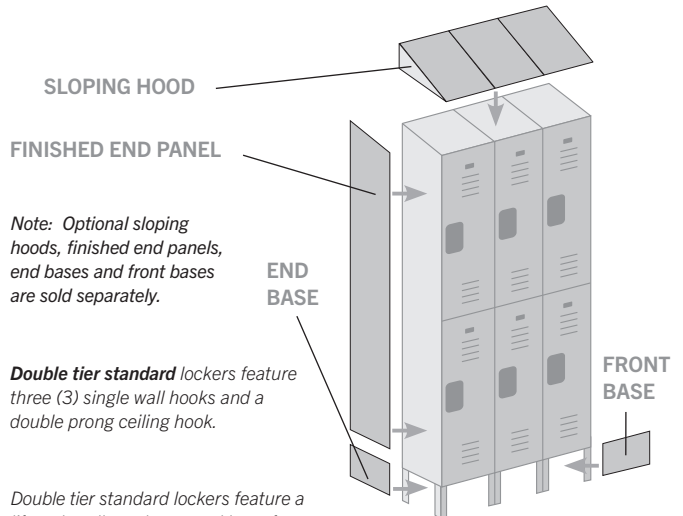 SLOPING HOOD
FINISHED END PANEL
Note: Optional sloping
hoods, finished end panels,
end bases and front bases
are sold separately.
END
BASE
Double tier standard lockers feature
three (3) single wall hooks and a
double prong ceiling hook.
FRONT
BASE
Double tier standard lockers feature a